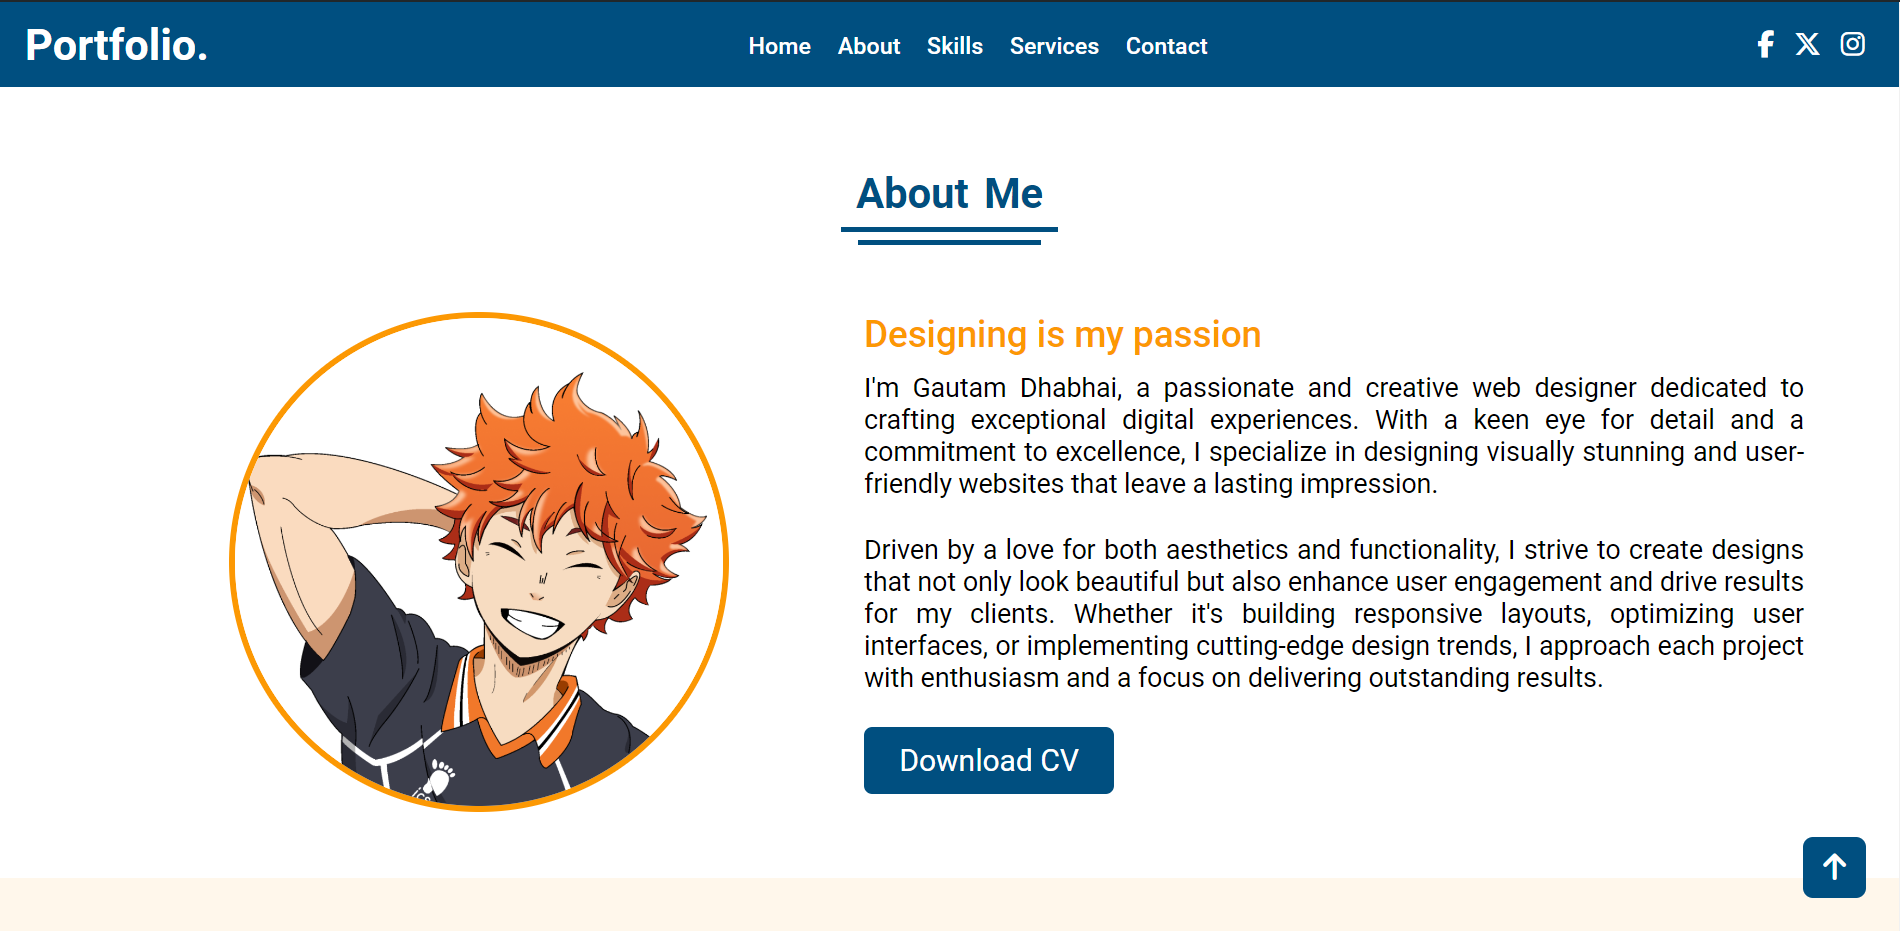 Portfolio.
Home About Skills Services Contact
About Me
Designing is my passion
I'm Gautam Dhabhai, a passionate and creative web designer dedicated to
crafting exceptional digital experiences. With a keen eye for detail and a
commitment to excellence, I specialize in designing visually stunning and user-
friendly websites that leave a lasting impression.
Driven by a love for both aesthetics and functionality, I strive to create designs
that not only look beautiful but also enhance user engagement and drive results
for my clients. Whether it's building responsive layouts, optimizing user
interfaces, or implementing cutting-edge design trends, I approach each project
with enthusiasm and a focus on delivering outstanding results.
Download CV